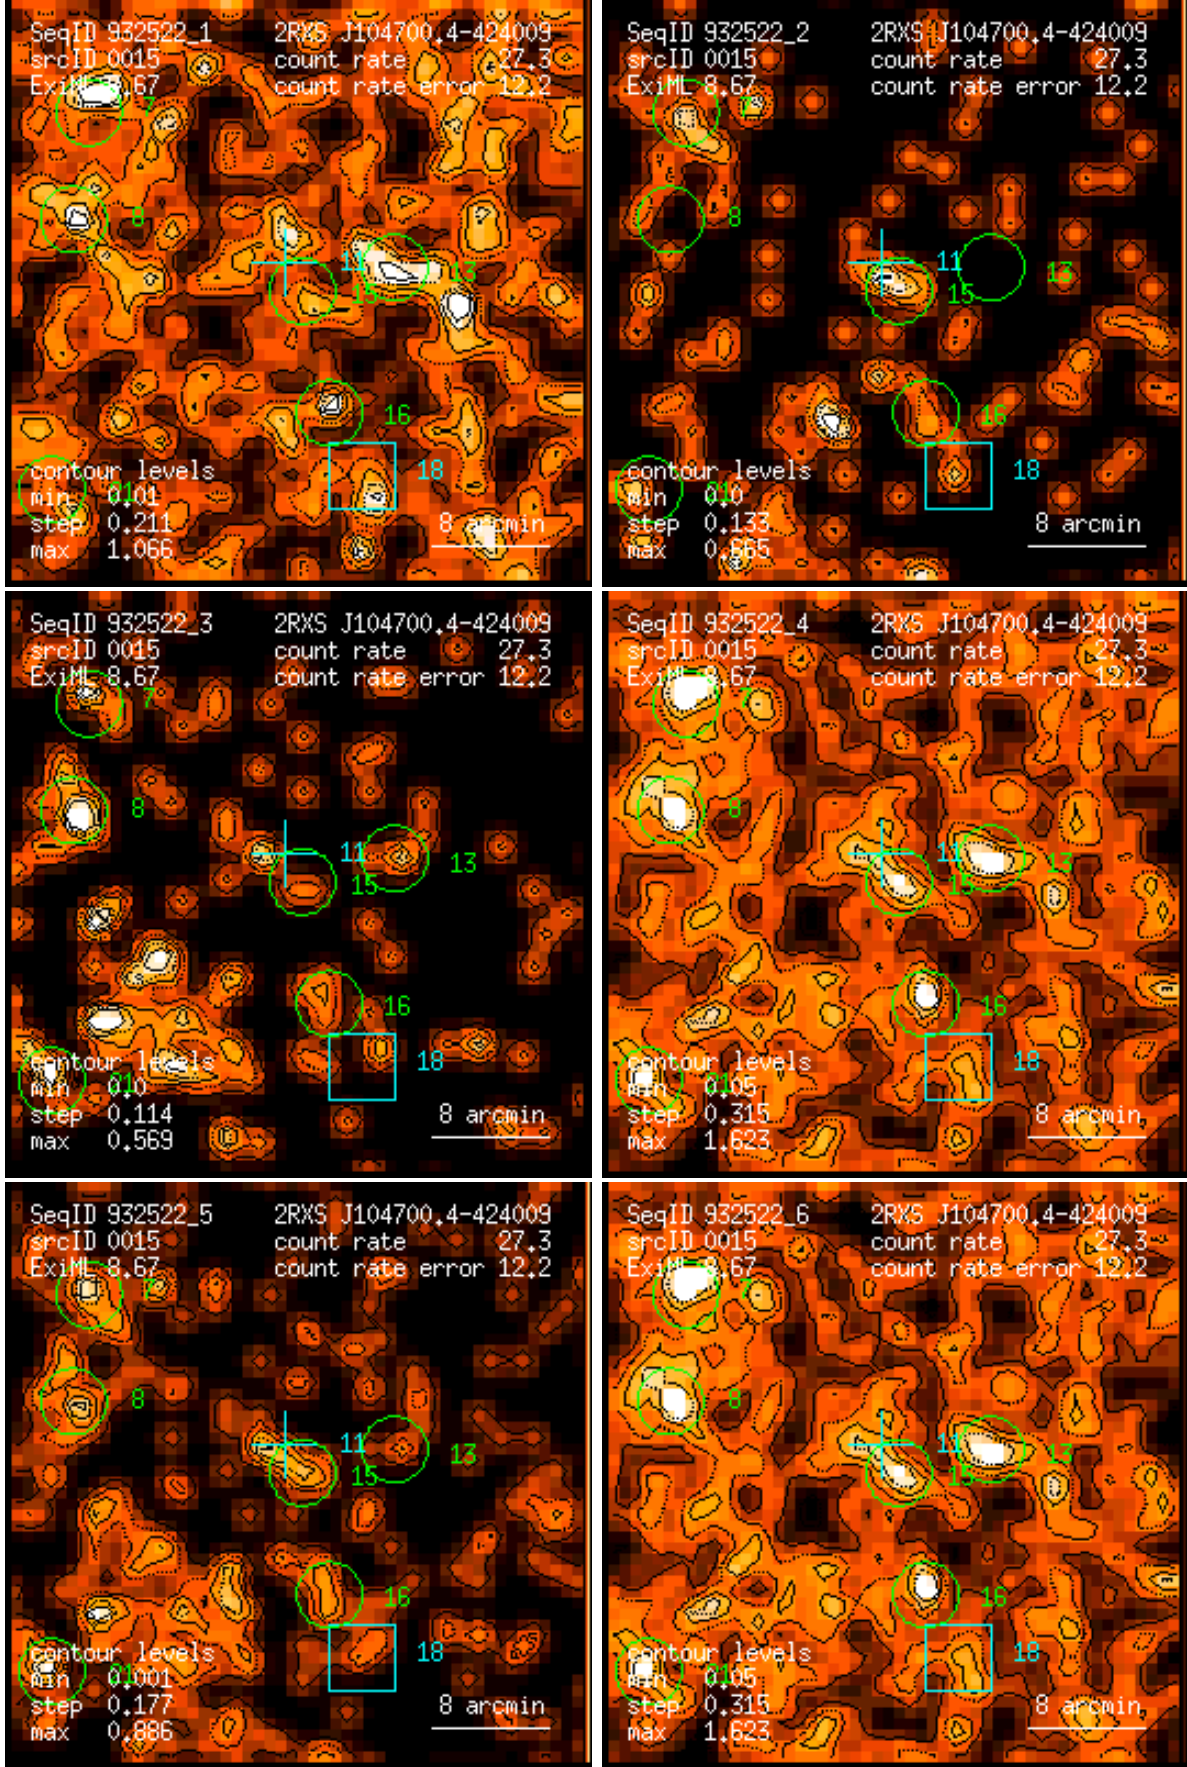 SeqID 932522_1 2RXS J104700.4-424009
srcID 0015 count rate 27.3
ExiML 8.67 count rate error 12.2
7
8
11
13
15
16
18
contour levels
min 0.01
step 0.211
max 1.066
8 arcmin
SeqID 932522_2 2RXS J104700.4-424009
srcID 0015 count rate 27.3
ExiML 8.67 count rate error 12.2
7
8
11
13
15
16
18
contour levels
min 0.0
step 0.133
max 0.665
8 arcmin
SeqID 932522_3 2RXS J104700.4-424009
srcID 0015 count rate 27.3
ExiML 8.67 count rate error 12.2
7
8
11
13
15
16
18
contour levels
min 0.0
step 0.114
max 0.569
8 arcmin
SeqID 932522_4 2RXS J104700.4-424009
srcID 0015 count rate 27.3
ExiML 8.67 count rate error 12.2
7
8
11
13
15
16
18
contour levels
min 0.05
step 0.315
max 1.623
8 arcmin
SeqID 932522_5 2RXS J104700.4-424009
srcID 0015 count rate 27.3
ExiML 8.67 count rate error 12.2
7
8
11
13
15
16
18
contour levels
min 0.001
step 0.177
max 0.886
8 arcmin
SeqID 932522_6 2RXS J104700.4-424009
srcID 0015 count rate 27.3
ExiML 8.67 count rate error 12.2
7
8
11
13
15
16
18
contour levels
min 0.05
step 0.315
max 1.623
8 arcmin